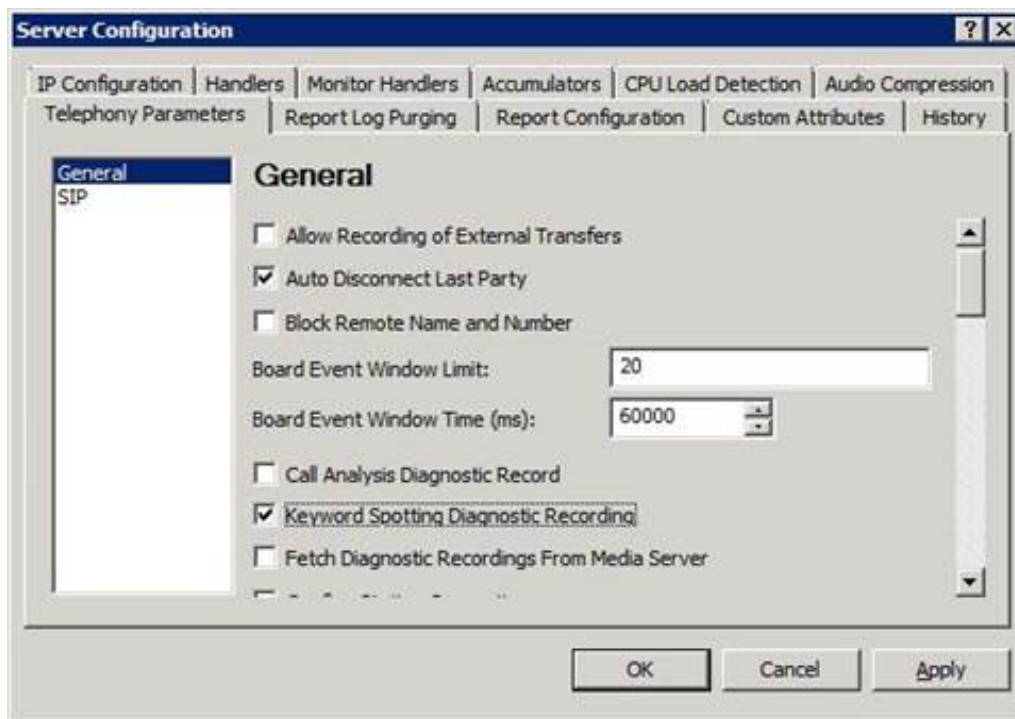 Server Configuration
IP Configuration Handlers Monitor Handlers Accumulators CPU Load Detection Audio Compression
Telephony Parameters Report Log Purging Report Configuration Custom Attributes History
General
SIP
General
Allow Recording of External Transfers
Auto Disconnect Last Party
Block Remote Name and Number
Board Event Window Limit: 20
Board Event Window Time (ms): 60000
Call Analysis Diagnostic Record
Keyword Spotting Diagnostic Recording
Fetch Diagnostic Recordings From Media Server
OK Cancel Apply